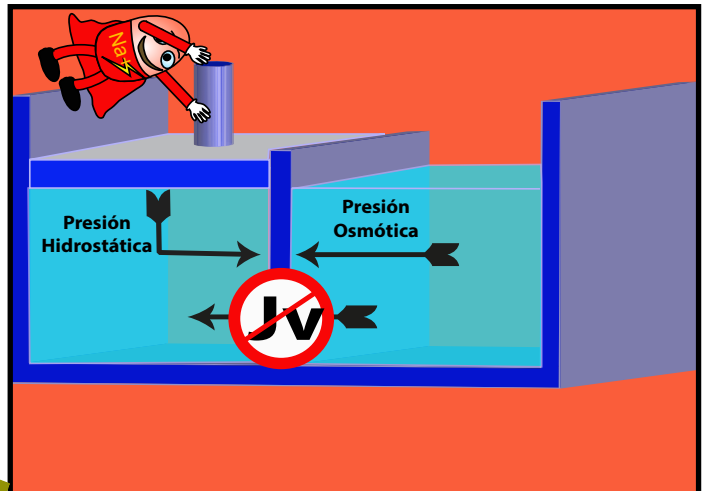 Na+
Presión
Hidrostática
Presión
Osmótica
Jv